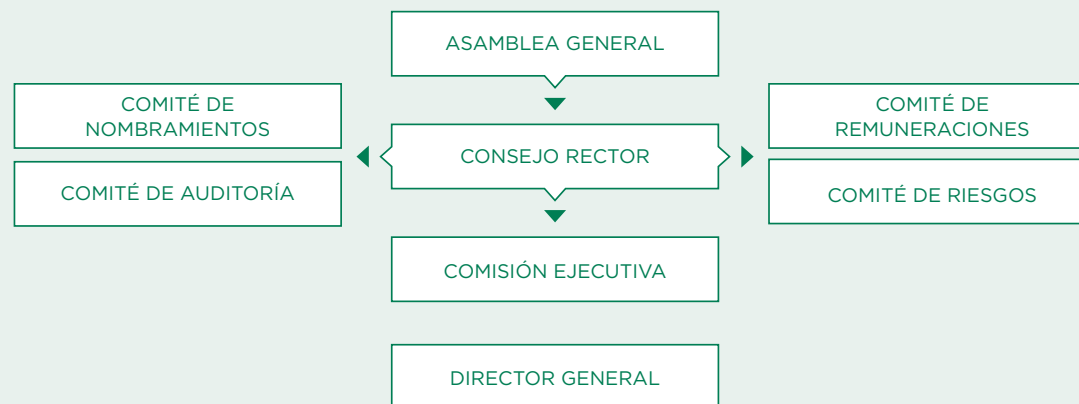 ASAMBLEA GENERAL
COMITÉ DE
NOMBRAMIENTOS
COMITÉ DE AUDITORÍA
CONSEJO RECTOR
COMITÉ DE
REMUNERACIONES
COMITÉ DE RIESGOS
COMISIÓN EJECUTIVA
DIRECTOR GENERAL